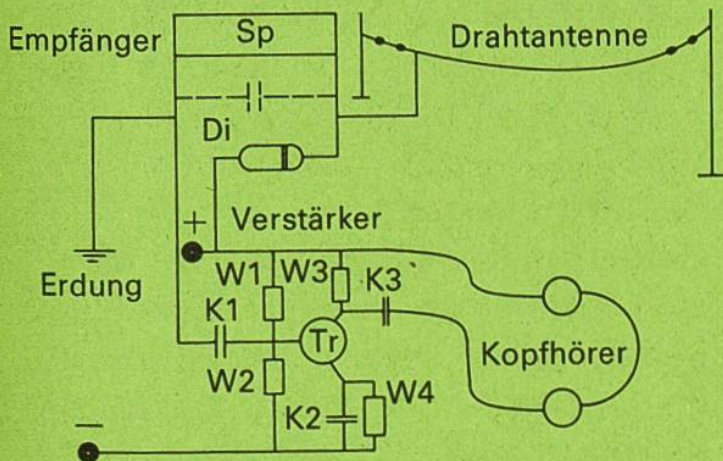 Empfänger
Sp
Drahtantenne
Di
+
Verstärker
Erdung
W1
W3
K3
K1
Tr
Kopfhörer
W2
K2
W4
−